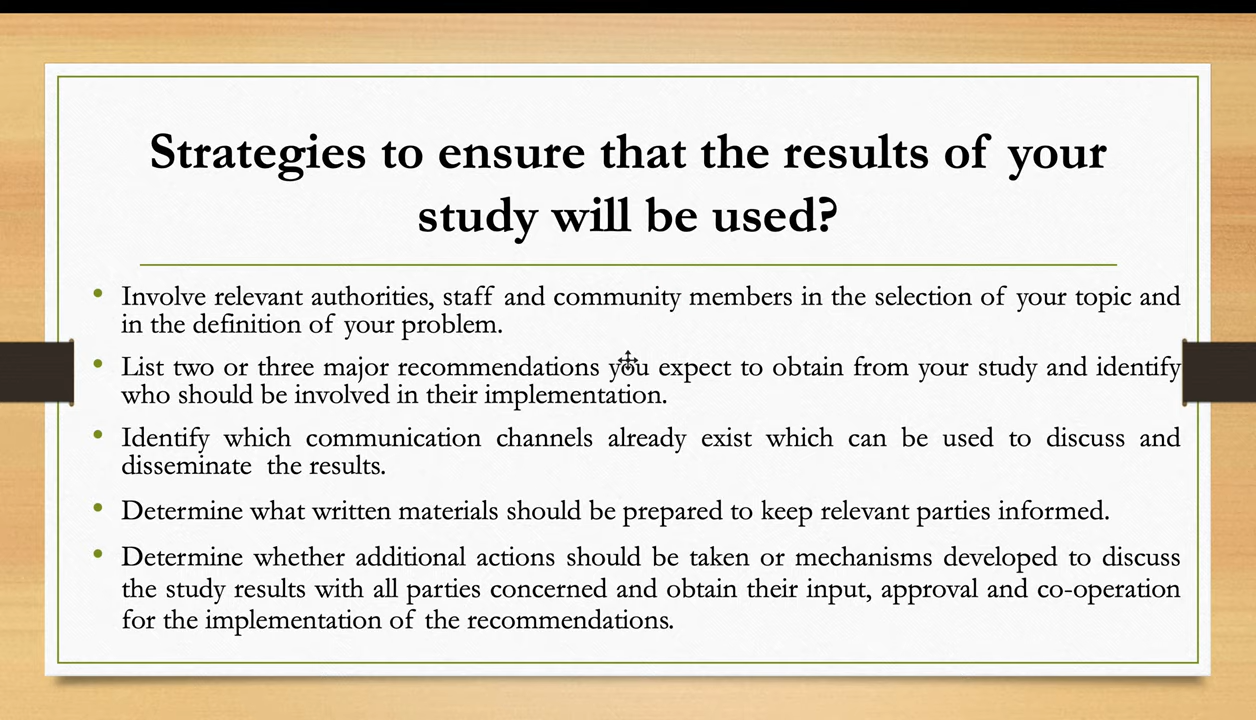 Strategies to ensure that the results of your
study will be used?
• Involve relevant authorities, staff and community members in the selection of your topic and
in the definition of your problem.
• List two or three major recommendations you expect to obtain from your study and identify
who should be involved in their implementation.
• Identify which communication channels already exist which can be used to discuss and
disseminate the results.
• Determine what written materials should be prepared to keep relevant parties informed.
• Determine whether additional actions should be taken or mechanisms developed to discuss
the study results with all parties concerned and obtain their input, approval and co-operation
for the implementation of the recommendations.